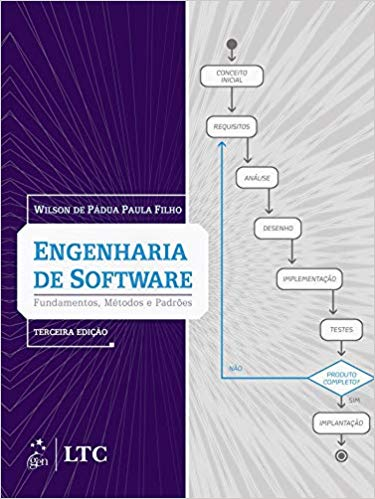 CONCEITO
INICIAL
REQUISITOS
ANÁLISE
DESENHO
IMPLEMENTAÇÃO
TESTES
PRODUTO
COMPLETO?
NÃO
SIM
IMPLANTAÇÃO
WILSON DE PÁDUA PAULA FILHO
ENGENHARIA
DE SOFTWARE
Fundamentos, Métodos e Padrões
TERCEIRA EDIÇÃO
gen
LTC